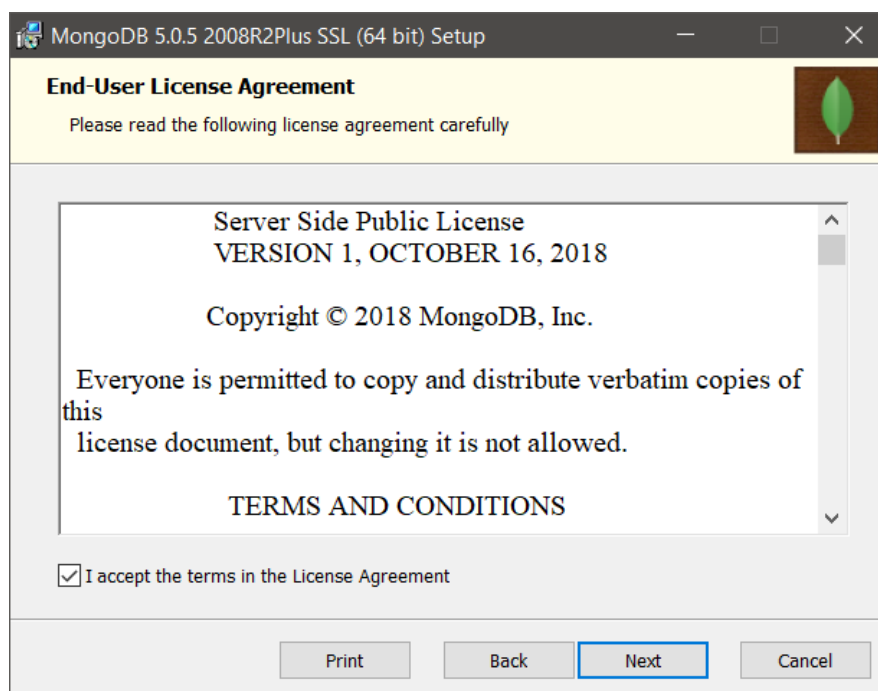 MongoDB 5.0.5 2008R2Plus SSL (64 bit) Setup
End-User License Agreement
Please read the following license agreement carefully
Server Side Public License
VERSION 1, OCTOBER 16, 2018
Copyright © 2018 MongoDB, Inc.
Everyone is permitted to copy and distribute verbatim copies of
this
license document, but changing it is not allowed.
TERMS AND CONDITIONS
I accept the terms in the License Agreement
Print Back Next Cancel